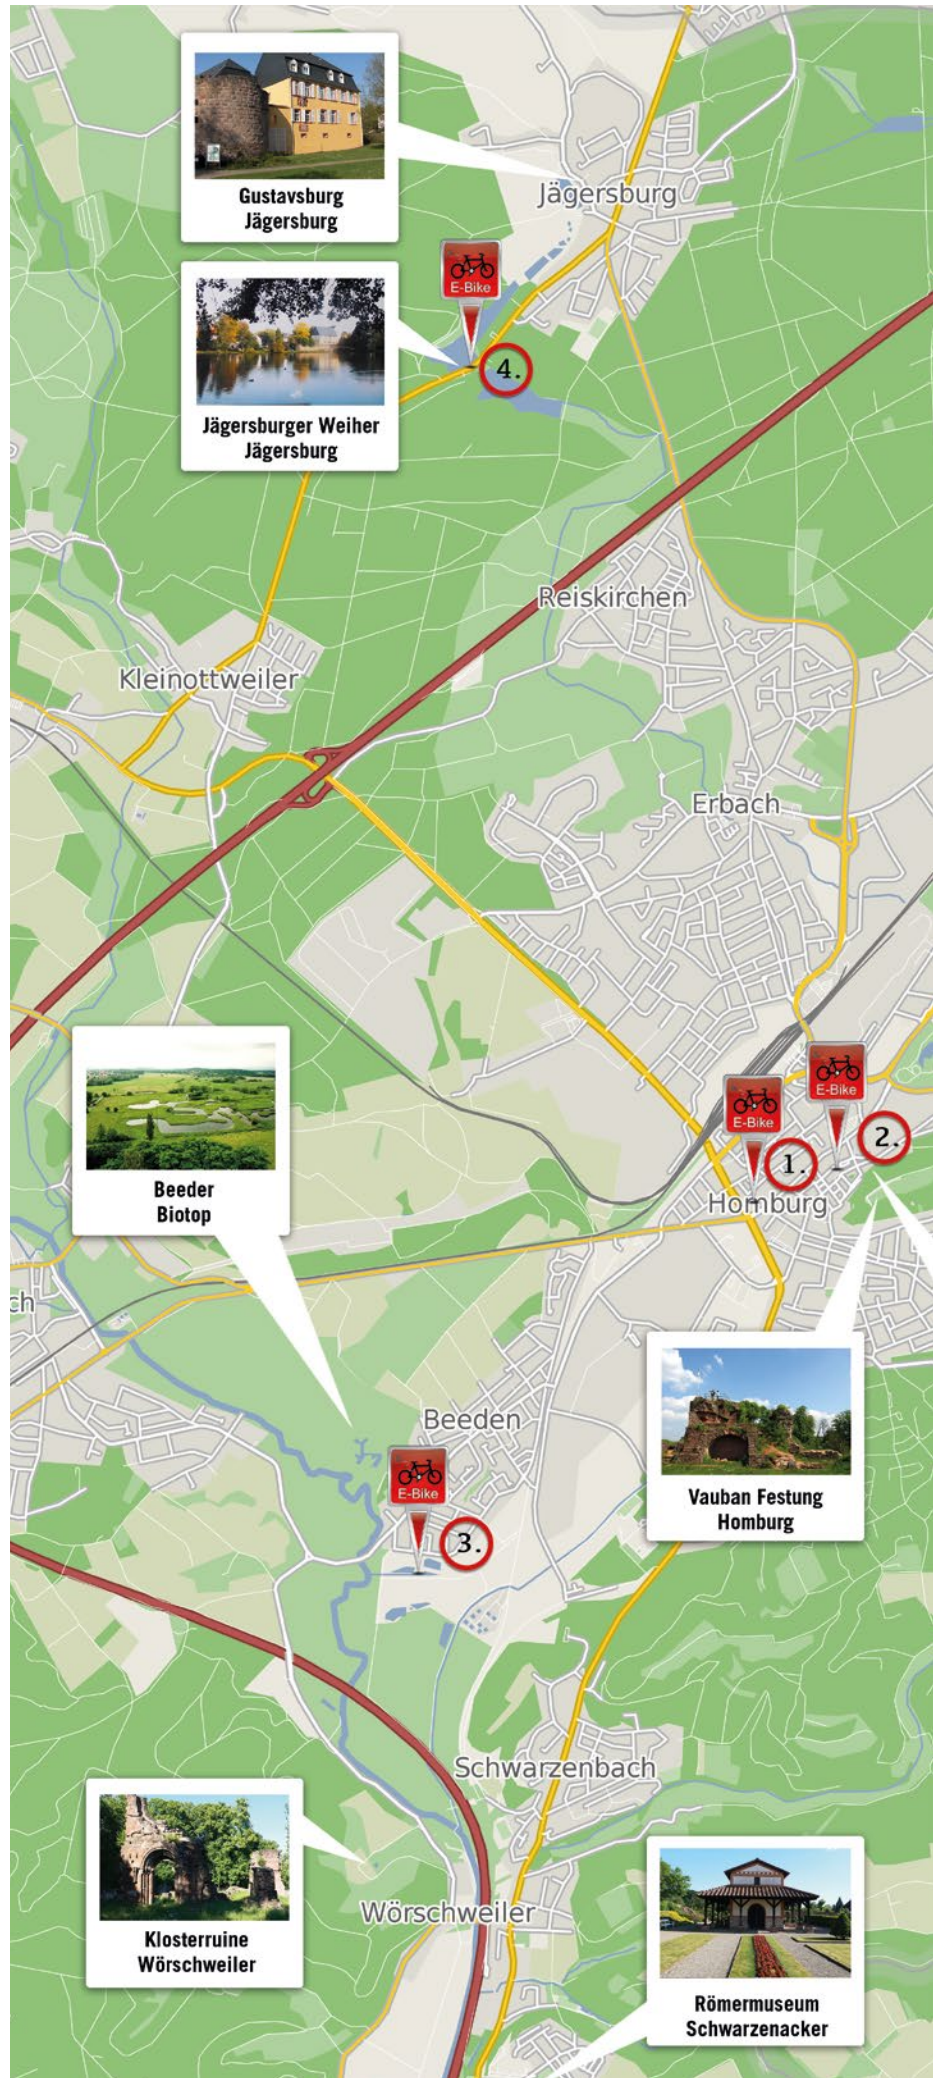 Gustavsburg
Jägersburg
Jägersburg
E-Bike
4.
Jägersburger Weiher
Jägersburg
Reiskirchen
Kleinottweiler
Erbach
E-Bike
E-Bike
1.
2.
Homburg
Beeder
Biotop
ch
Vauban Festung
Homburg
Beeden
E-Bike
3.
Schwarzenbach
Klosterruine
Wörschweiler
Wörschweiler
Römermuseum
Schwarzenacker